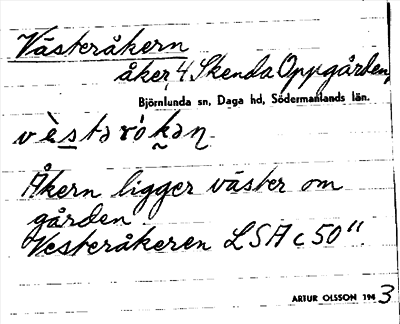 Västeråkern
åker, 4 Skenda Oppgården,
Björnlunda sn, Daga hd, Södermanlands län.
vèstərókən.
Åkern ligger väster om
gården.
Vesteråkeren LSA c 50".
ARTUR OLSSON 1943